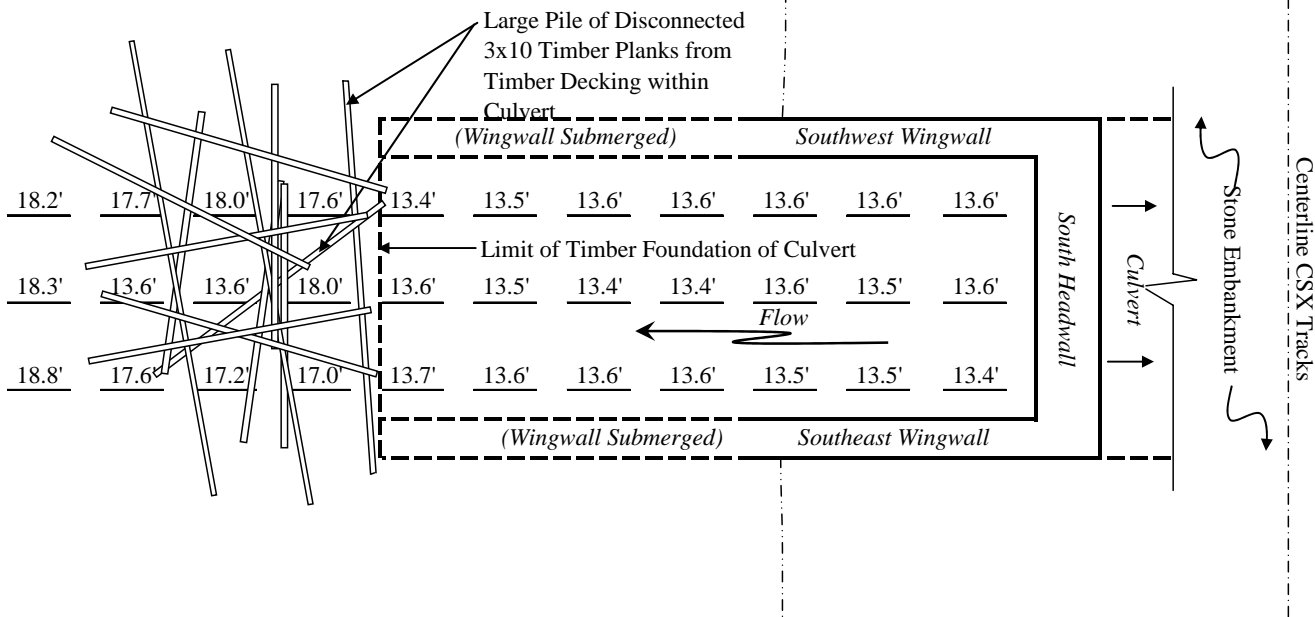 Large Pile of Disconnected
3x10 Timber Planks from
Timber Decking within
Culvert
(Wingwall Submerged) Southwest Wingwall
18.2' 17.7' 18.0' 17.6' 13.4' 13.5' 13.6' 13.6' 13.6' 13.6' 13.6'
Limit of Timber Foundation of Culvert
18.3' 13.6' 13.6' 18.0' 13.6' 13.5' 13.4' 13.4' 13.6' 13.5' 13.6'
Flow
18.8' 17.6' 17.2' 17.0' 13.7' 13.6' 13.6' 13.6' 13.5' 13.5' 13.4'
(Wingwall Submerged) Southeast Wingwall
South Headwall
Culvert
Stone Embankment
Centerline CSX Tracks